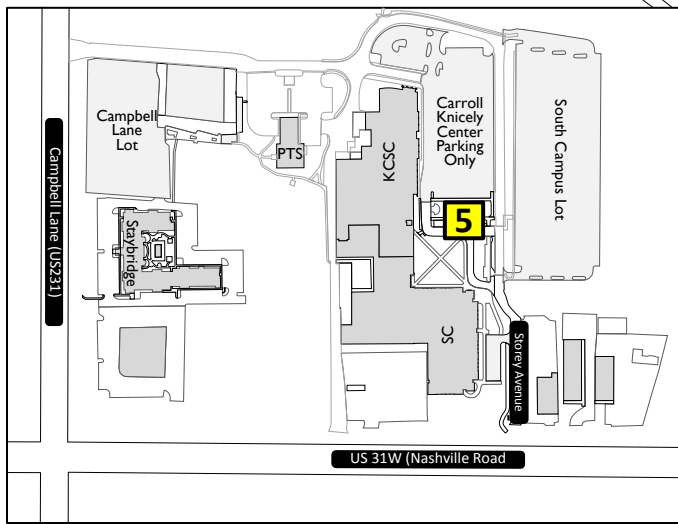 Campbell
Lane
Lot
PTS
KCSC
Carroll
Knicely
Center
Parking
Only
South Campus Lot
Campbell Lane (US231)
Staybridge
5
SC
Storey Avenue
US 31W (Nashville Road